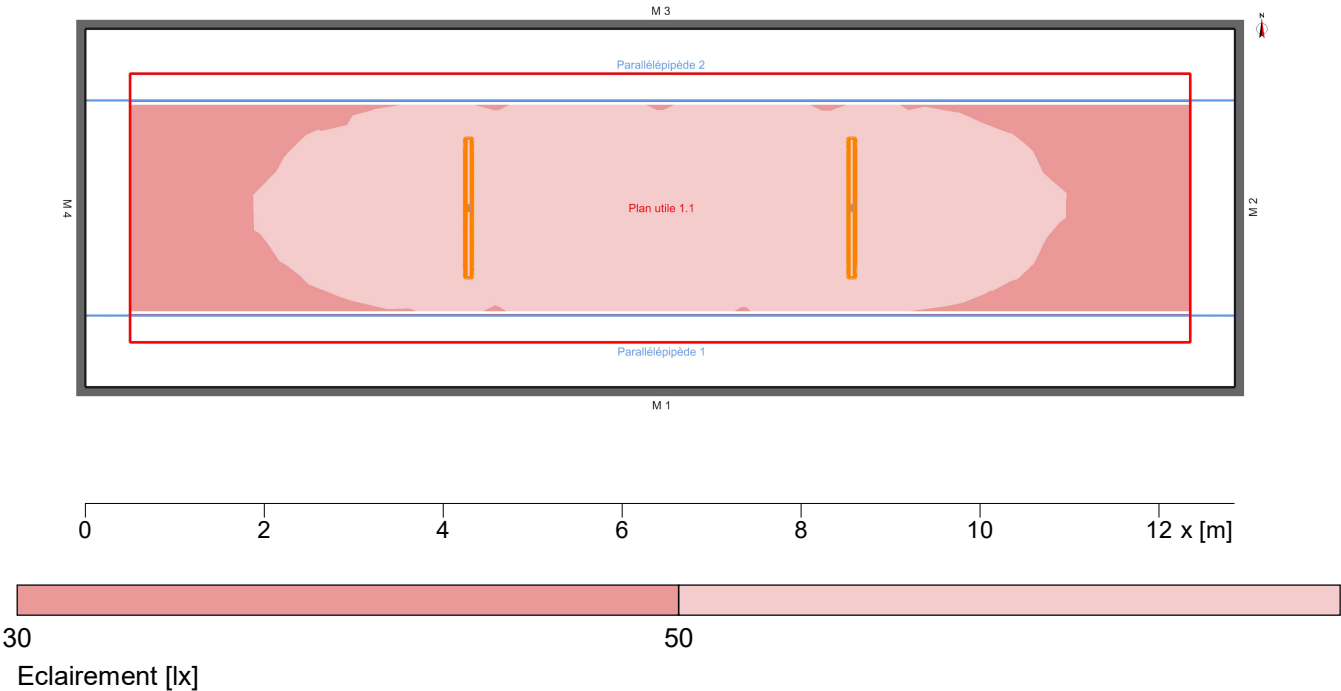 M 3
N
Parallélépipède 2
M 4
Plan utile 1.1
M 2
Parallélépipède 1
M 1
0 2 4 6 8 10 12 x [m]
30 50
Eclairement [lx]